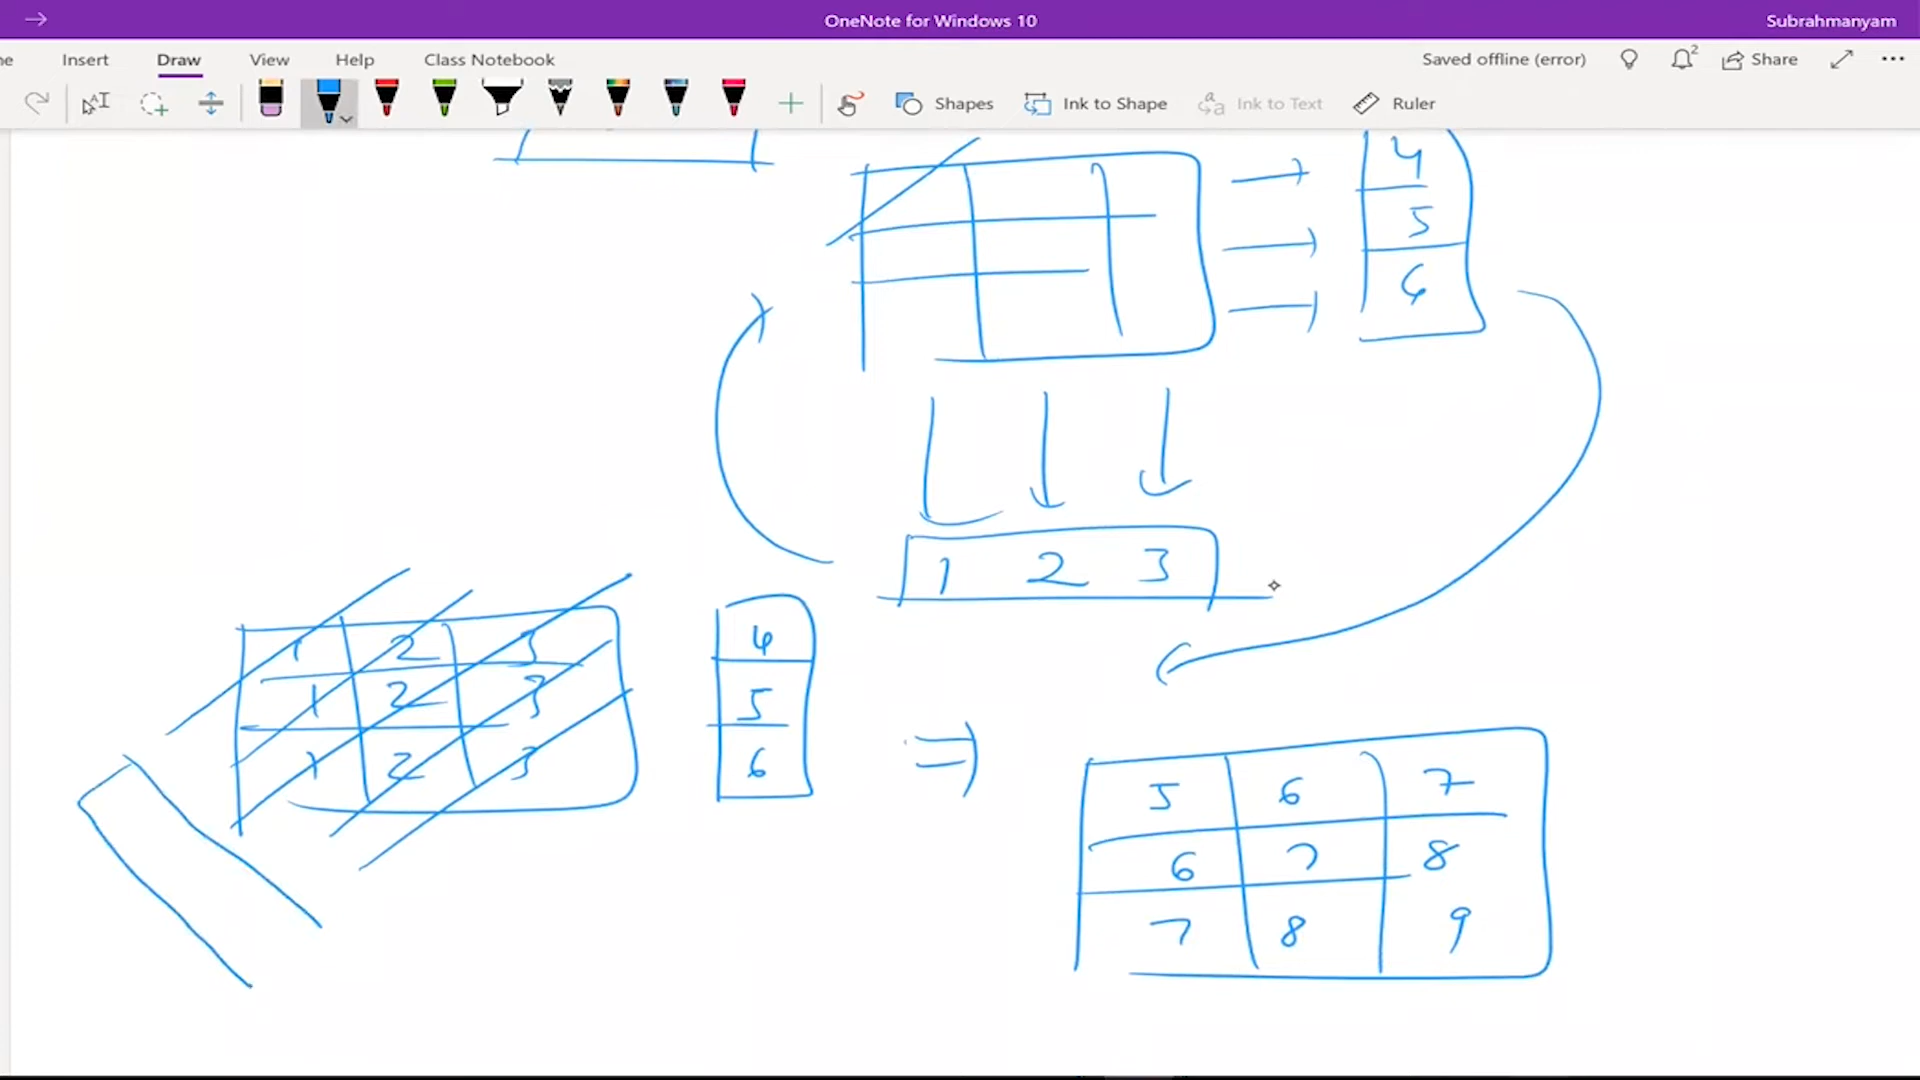 OneNote for Windows 10
Subrahmanyam
Insert Draw View Help Class Notebook
Saved offline (error)
2
Share
Shapes Ink to Shape Ink to Text Ruler
4
5
6
1 2 3
1 2 3
1 2 3
1 2 3
4
5
6
=>
5 6 7
6 7 8
7 8 9